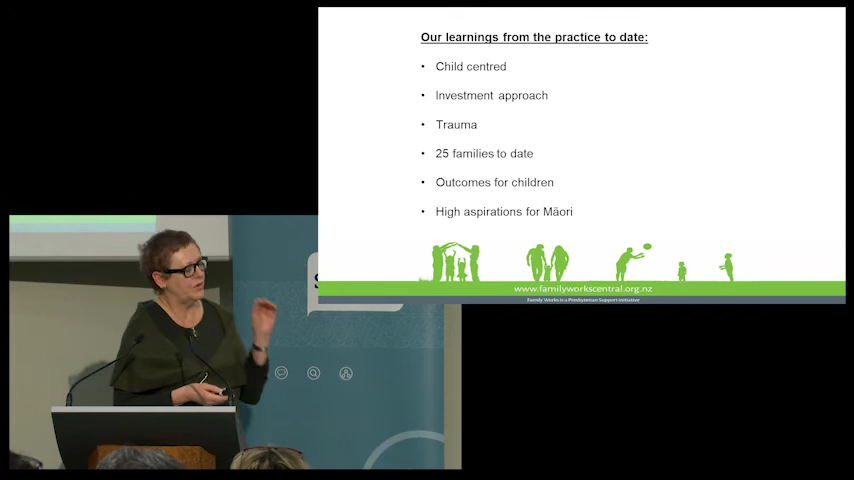 Our learnings from the practice to date:
• Child centred
• Investment approach
• Trauma
• 25 families to date
• Outcomes for children
• High aspirations for Māori
www.familyworkscentral.org.nz
Family Works is a Presbyterian Support initiative
S